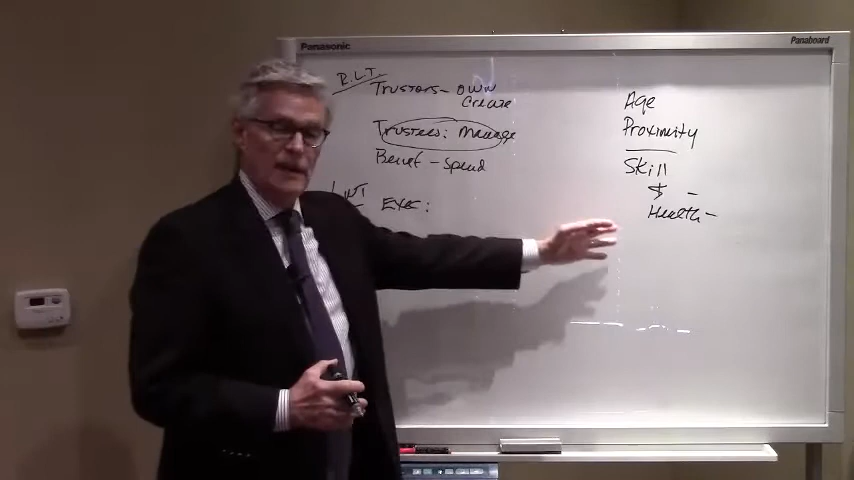 Panasonic
Panaboard
R.L.T
Trustors - own
Create
Trustees: Manage
Benef - Spend
Exec:
Age
Proximity
Skill
$ -
Health -